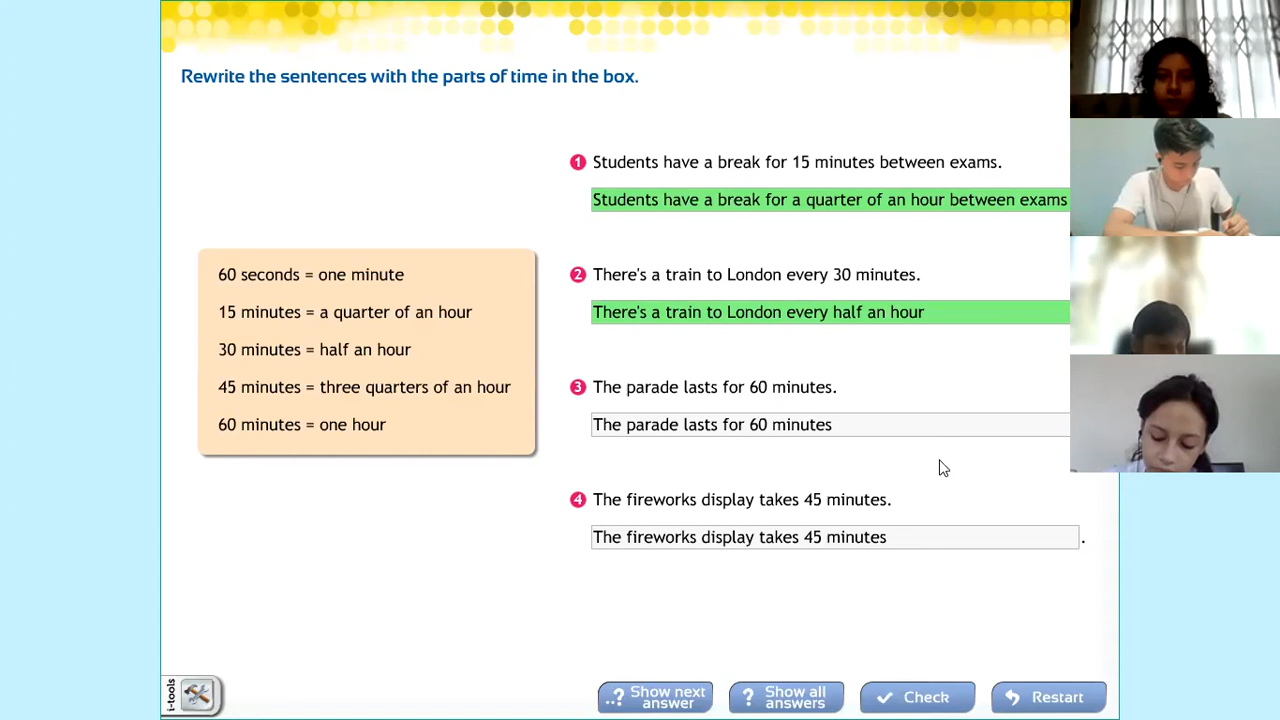 Rewrite the sentences with the parts of time in the box.
60 seconds = one minute
15 minutes = a quarter of an hour
30 minutes = half an hour
45 minutes = three quarters of an hour
60 minutes = one hour
1 Students have a break for 15 minutes between exams.
Students have a break for a quarter of an hour between exams
2 There's a train to London every 30 minutes.
There's a train to London every half an hour
3 The parade lasts for 60 minutes.
The parade lasts for 60 minutes
4 The fireworks display takes 45 minutes.
The fireworks display takes 45 minutes .
i-tools
..? Show next
answer
? Show all
answers
Check
Restart